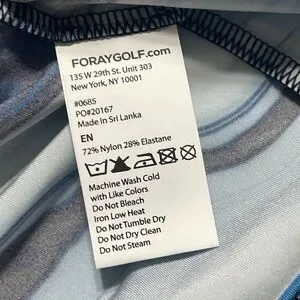 FORAYGOLF.com
135 W 29th St. Unit 303
New York, NY 10001
#0685
PO#20167
Made in Sri Lanka
EN
72% Nylon 28% Elastane
Machine Wash Cold
with Like Colors
Do Not Bleach
Iron Low Heat
Do Not Tumble Dry
Do Not Dry Clean
Do Not Steam